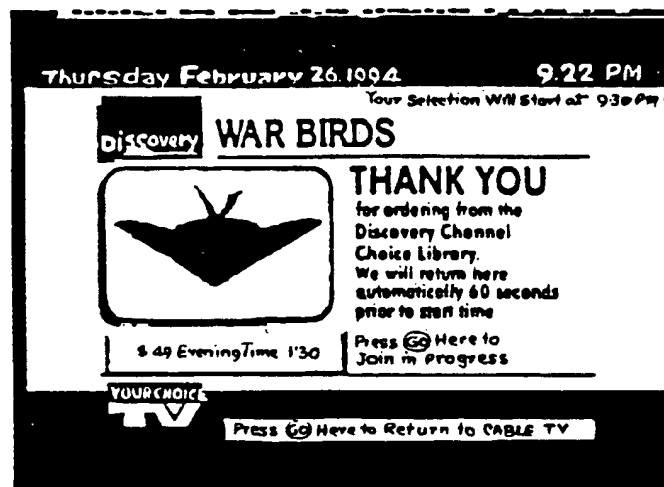 Thursday February 26.1994 9.22 PM
Your Selection Will Start at 9:30 PM
Discovery WAR BIRDS
THANK YOU
for ordering from the
Discovery Channel
Choice Library.
We will return here
automatically 60 seconds
prior to start time
$ .49 Evening Time 1'30
Press GO Here to
Join in progress
YOUR CHOICE
TV
Press GO Here to Return to CABLE TV